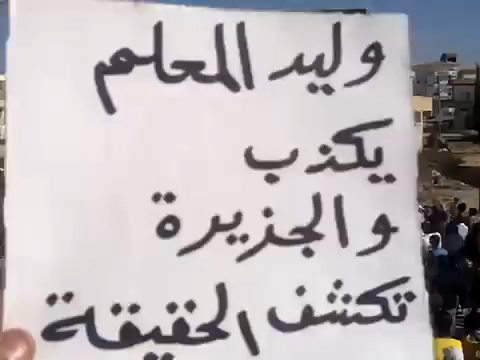 وليد المعلم
يكذب
والجزيرة
تكشف الحقيقة